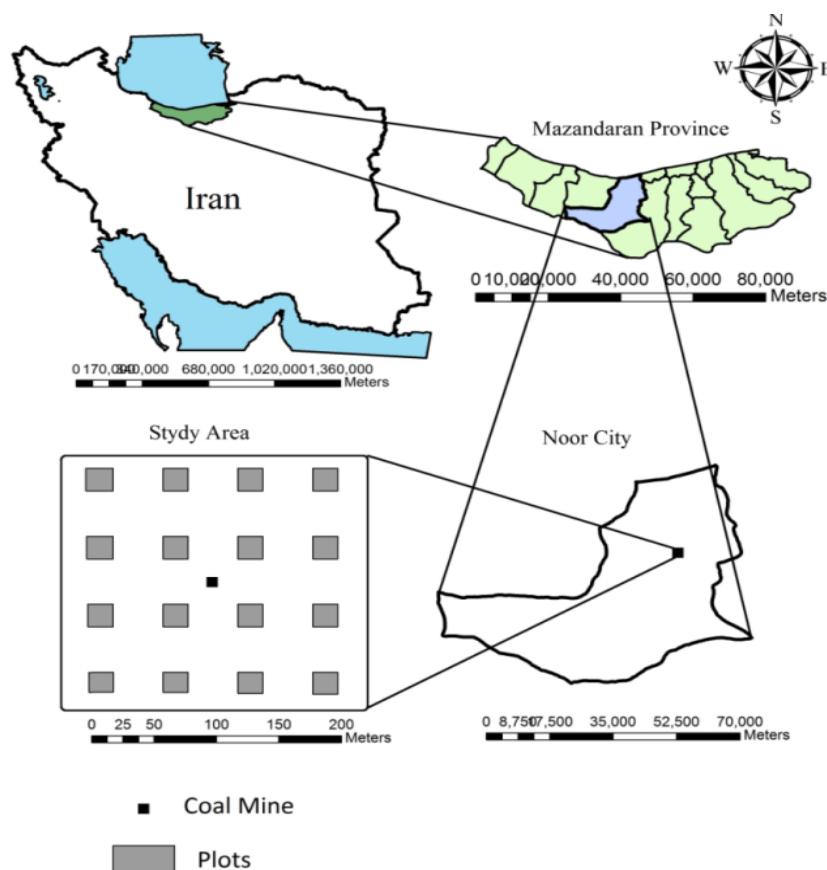 N
W E
S
Mazandaran Province
Iran
0 10,000 20,000 40,000 60,000 80,000
Meters
0 170,000 340,000 680,000 1,020,000 1,360,000
Meters
Stydy Area
Noor City
0 25 50 100 150 200
Meters
0 8,750 17,500 35,000 52,500 70,000
Meters
Coal Mine
Plots